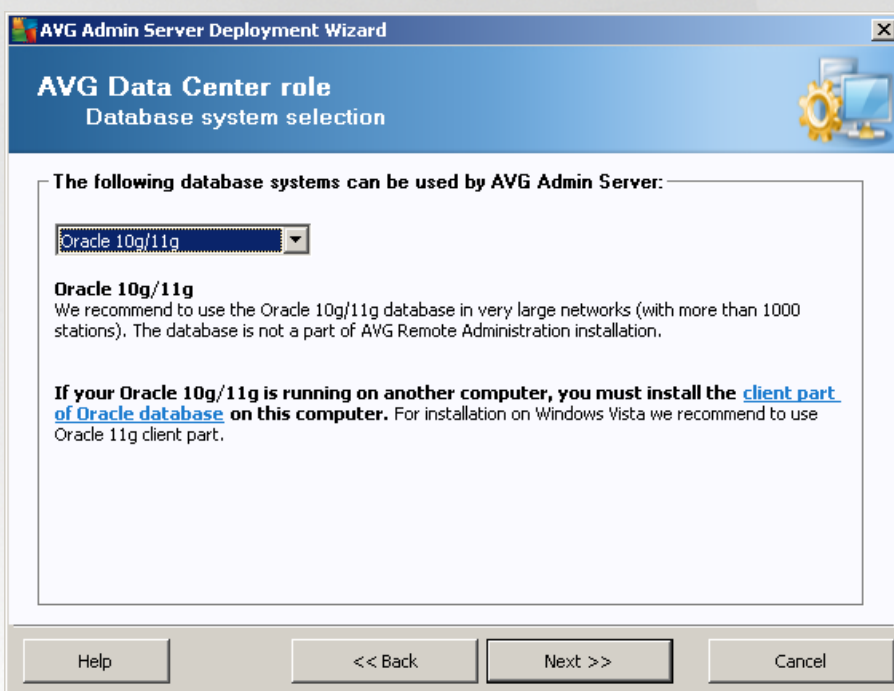 AVG Admin Server Deployment Wizard
AVG Data Center role
Database system selection
The following database systems can be used by AVG Admin Server:
Oracle 10g/11g
Oracle 10g/11g
We recommend to use the Oracle 10g/11g database in very large networks (with more than 1000
stations). The database is not a part of AVG Remote Administration installation.
If your Oracle 10g/11g is running on another computer, you must install the client part
of Oracle database on this computer. For installation on Windows Vista we recommend to use
Oracle 11g client part.
Help
<< Back
Next >>
Cancel